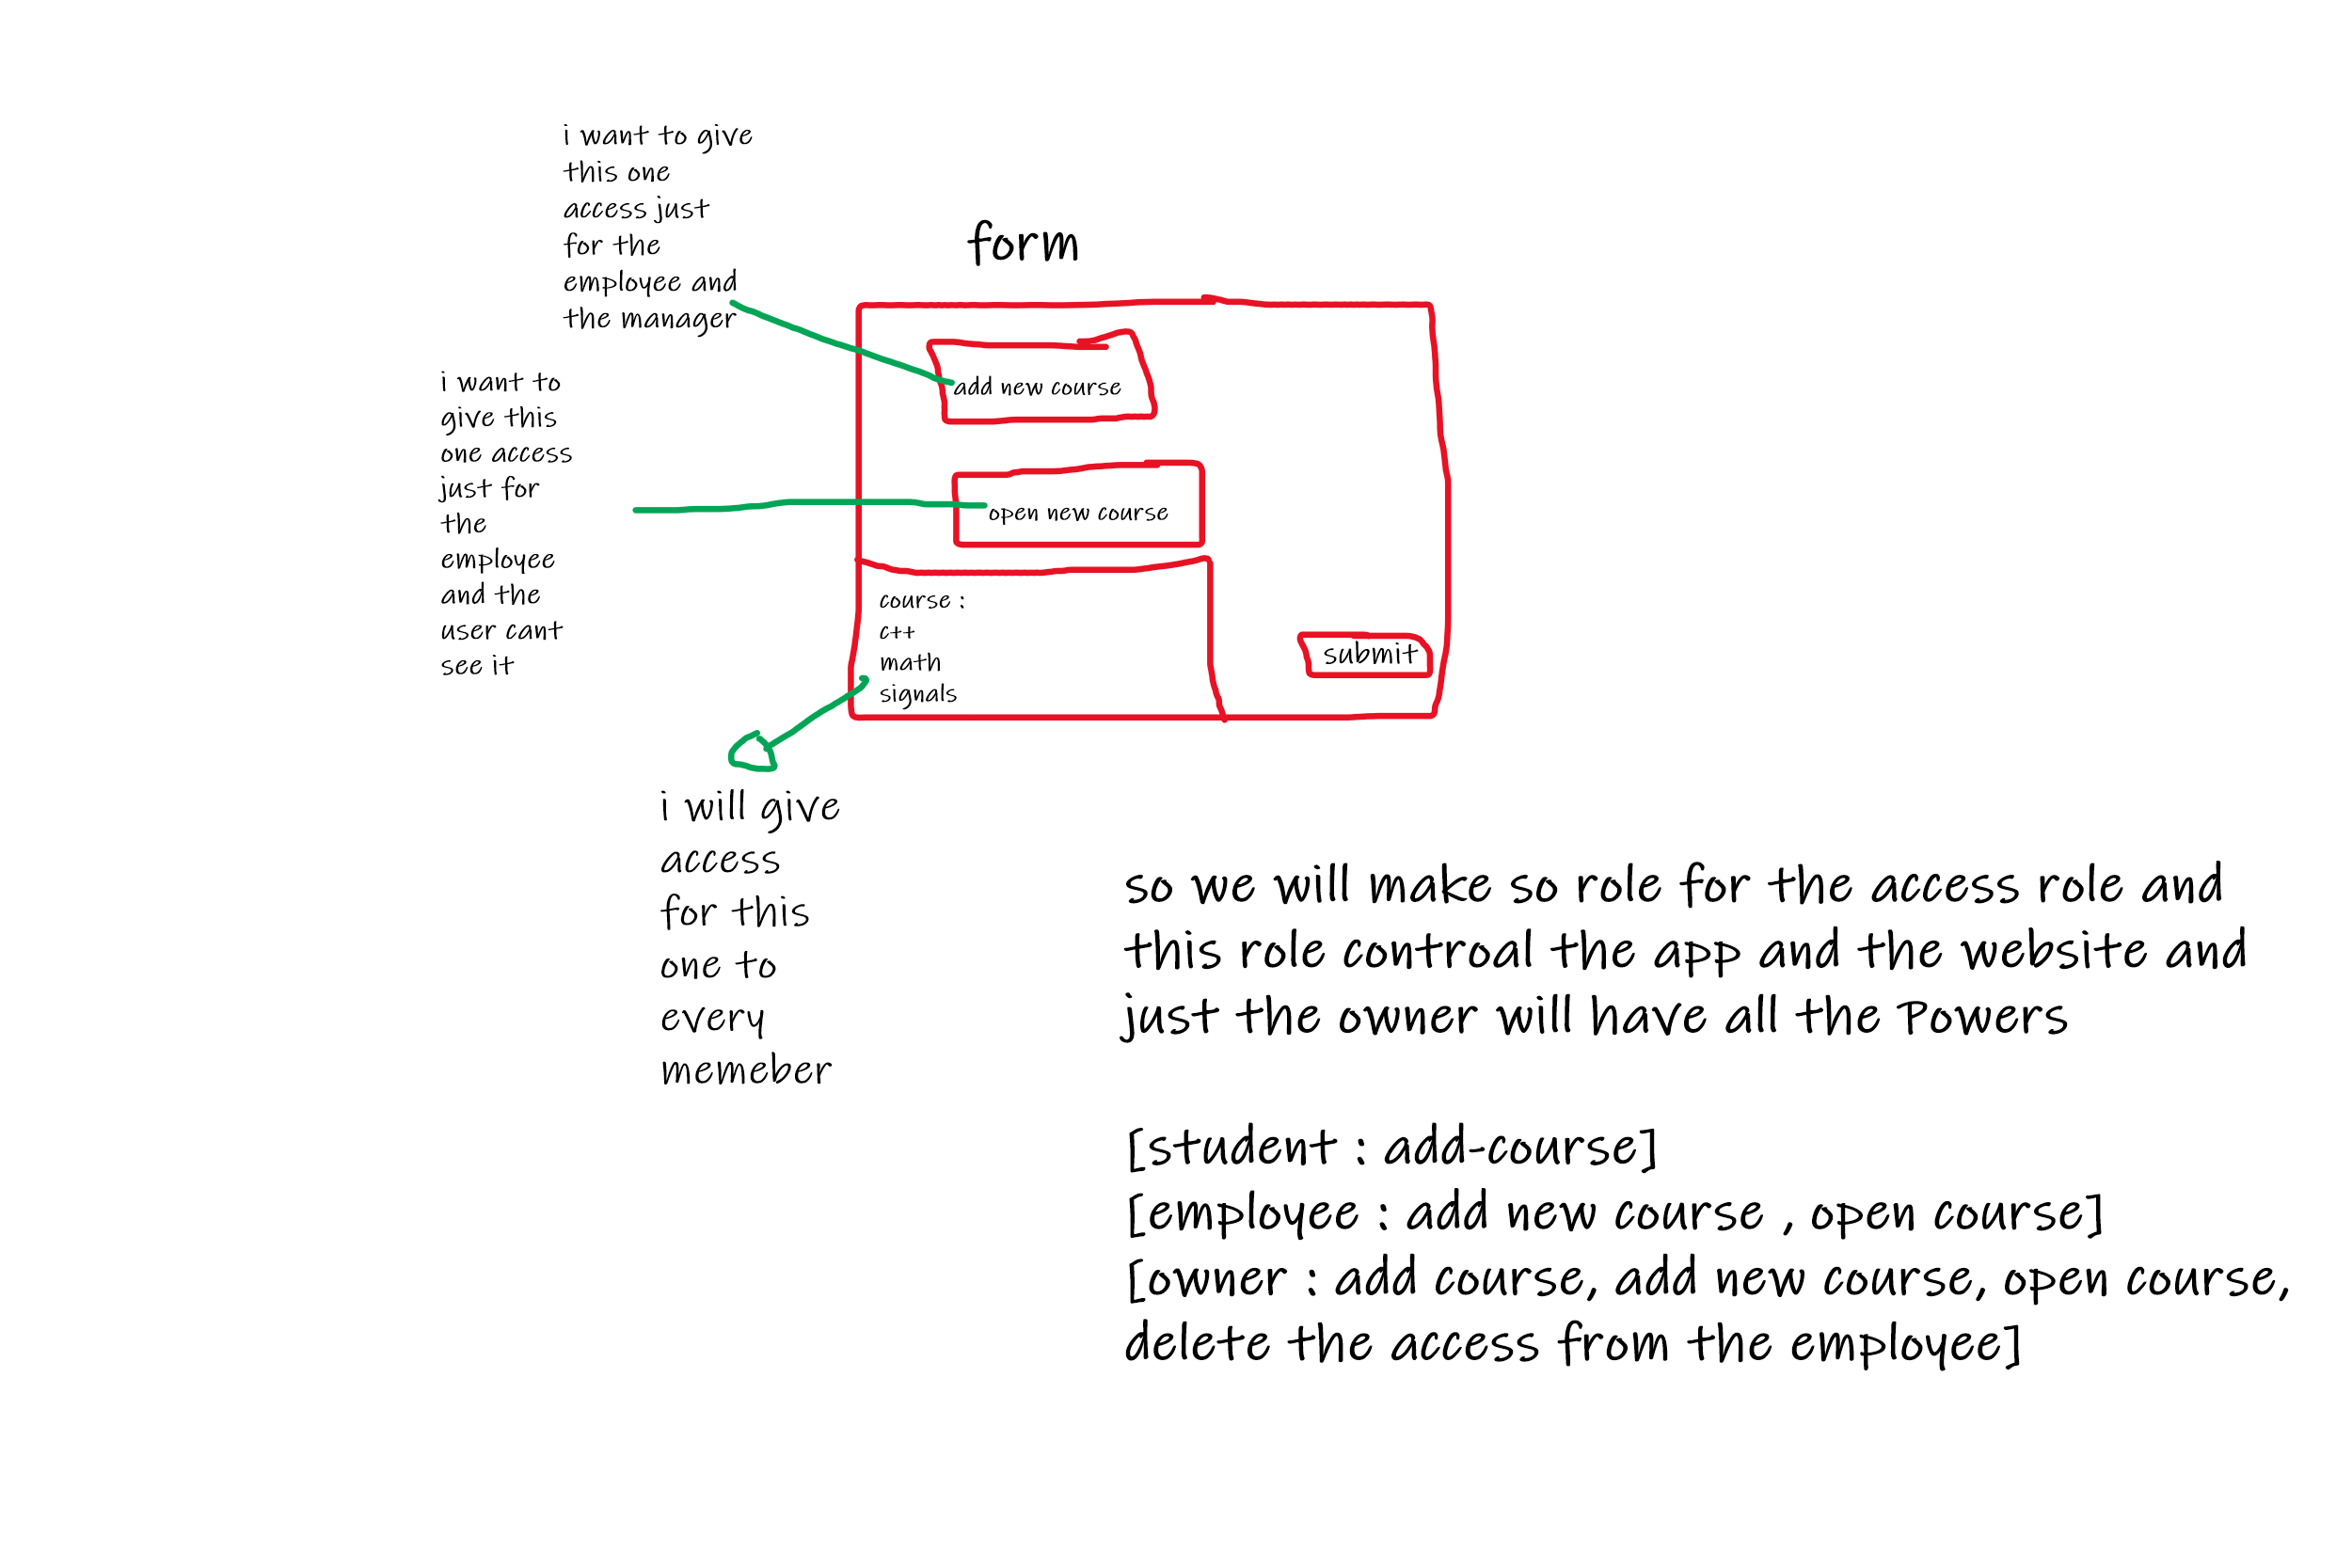 i want to give
this one
access just
for the
employee and
the manager
form
add new course
i want to
give this
one access
just for
the
employee
and the
user cant
see it
open new course
course :
c++
math
signals
submit
i will give
access
for this
one to
every
memeber
so we will make so role for the access role and
this role controal the app and the website and
just the owner will have all the Powers
[student : add-course]
[employee : add new course , open course]
[owner : add course, add new course, open course,
delete the access from the employee]